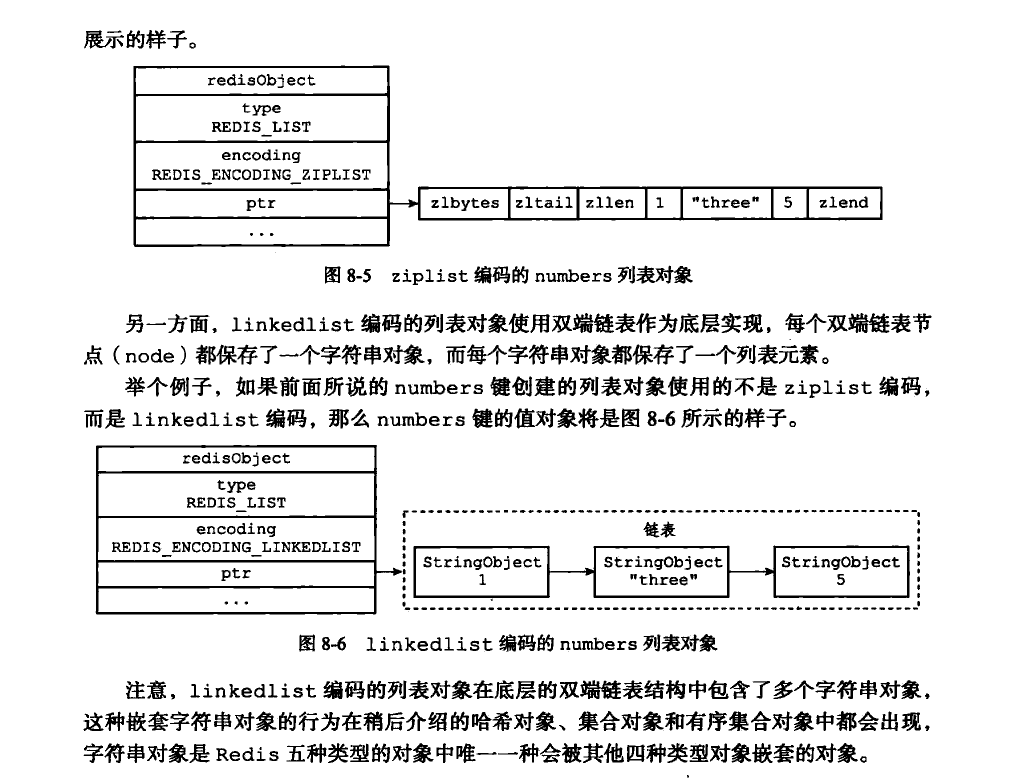 展示的样子。
redisObject
type
REDIS_LIST
encoding
REDIS_ENCODING_ZIPLIST
ptr
...
zlbytes zltail zllen 1 "three" 5 zlend
图 8-5 ziplist 编码的 numbers 列表对象
另一方面，linkedlist 编码的列表对象使用双端链表作为底层实现，每个双端链表节
点（node）都保存了一个字符串对象，而每个字符串对象都保存了一个列表元素。
举个例子，如果前面所说的 numbers 键创建的列表对象使用的不是 ziplist 编码，
而是 linkedlist 编码，那么 numbers 键的值对象将是图 8-6 所示的样子。
redisObject
type
REDIS_LIST
encoding
REDIS_ENCODING_LINKEDLIST
ptr
...
链表
StringObject
1
StringObject
"three"
StringObject
5
图 8-6 linkedlist 编码的 numbers 列表对象
注意，linkedlist 编码的列表对象在底层的双端链表结构中包含了多个字符串对象，
这种嵌套字符串对象的行为在稍后介绍的哈希对象、集合对象和有序集合对象中都会出现，
字符串对象是 Redis 五种类型的对象中唯一一种会被其他四种类型对象嵌套的对象。